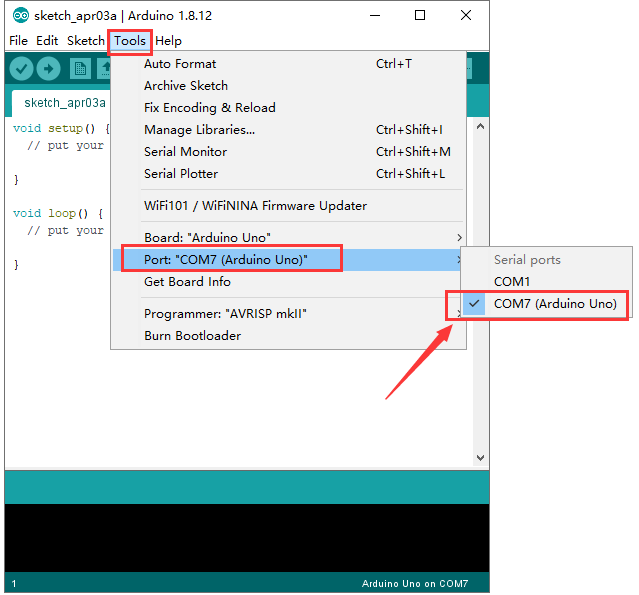 sketch_apr03a | Arduino 1.8.12
File Edit Sketch Tools Help
Auto Format Ctrl+T
Archive Sketch
Fix Encoding & Reload
Manage Libraries... Ctrl+Shift+I
Serial Monitor Ctrl+Shift+M
Serial Plotter Ctrl+Shift+L
WiFi101 / WiFiNINA Firmware Updater
Board: "Arduino Uno"
Port: "COM7 (Arduino Uno)"
Get Board Info
Programmer: "AVRISP mkII"
Burn Bootloader
Serial ports
COM1
COM7 (Arduino Uno)
sketch_apr03a
void setup() {
// put your
}
void loop() {
// put your
}
1 Arduino Uno on COM7